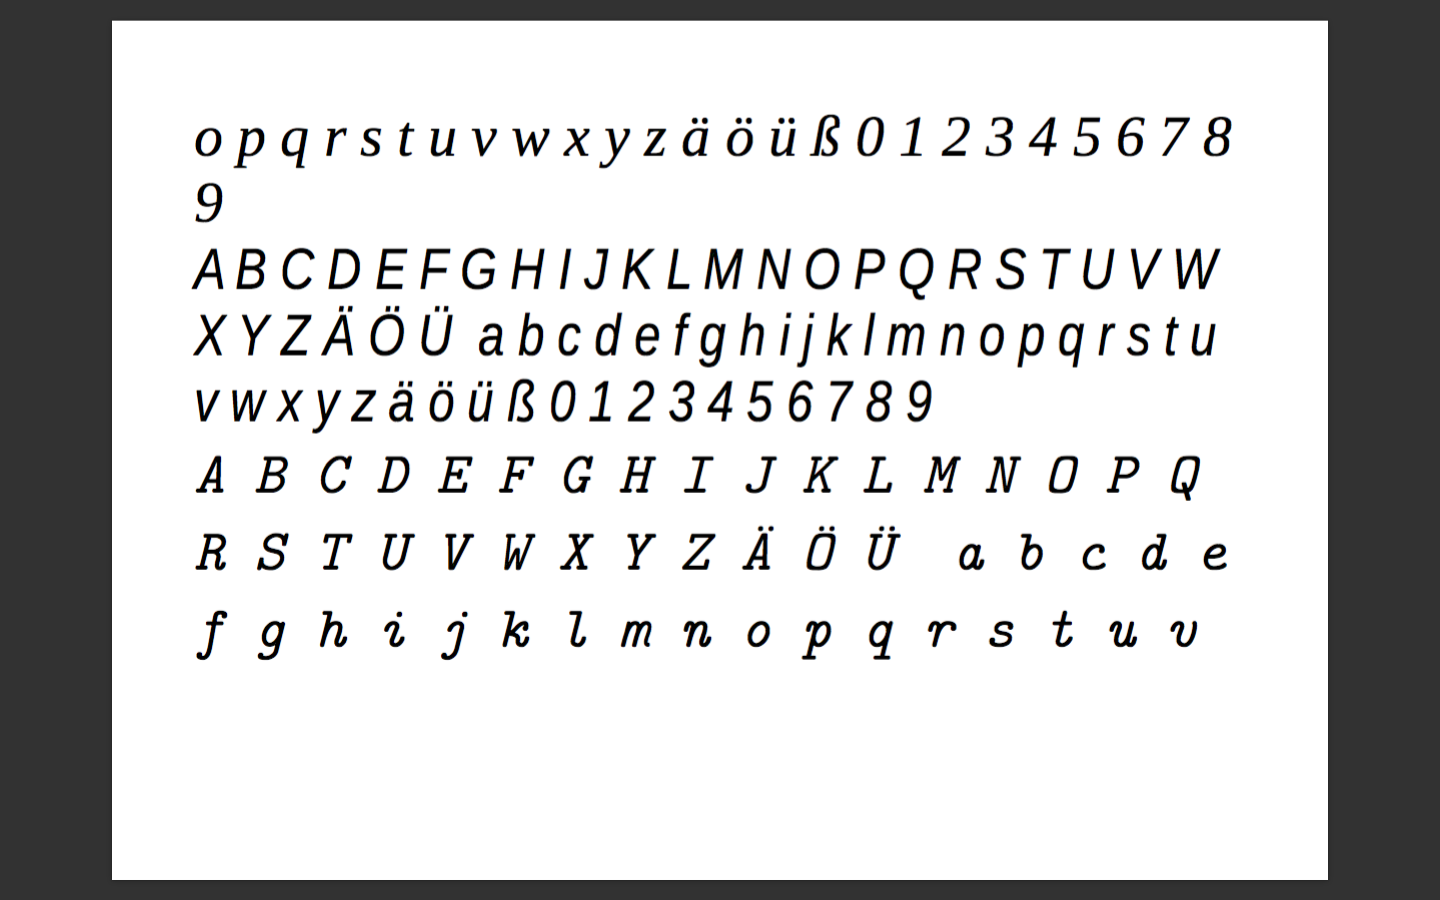 o p q r s t u v w x y z ä ö ü ß 0 1 2 3 4 5 6 7 8
9
A B C D E F G H I J K L M N O P Q R S T U V W
X Y Z Ä Ö Ü a b c d e f g h i j k l m n o p q r s t u
v w x y z ä ö ü ß 0 1 2 3 4 5 6 7 8 9
A B C D E F G H I J K L M N O P Q
R S T U V W X Y Z Ä Ö Ü a b c d e
f g h i j k l m n o p q r s t u v